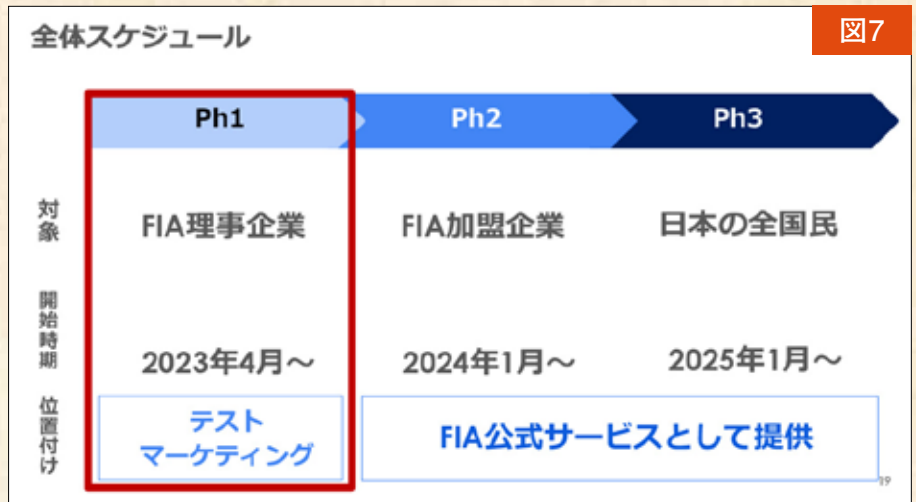 全体スケジュール
図7
Ph1
Ph2
Ph3
対象
FIA理事企業
FIA加盟企業
日本の全国民
開始時期
2023年4月～
2024年1月～
2025年1月～
位置付け
テスト
マーケティング
FIA公式サービスとして提供
19